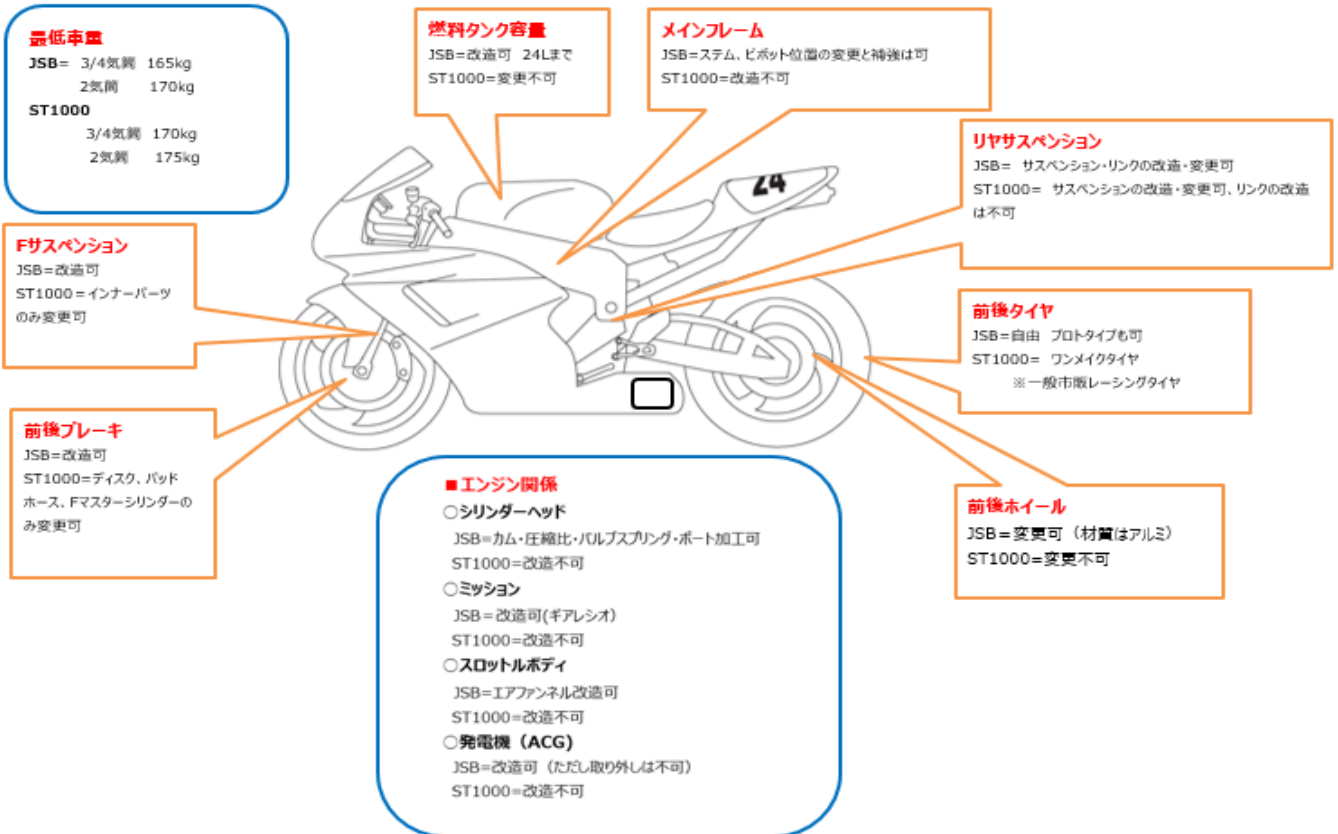 最低車重
JSB= 3/4気筒 165kg
2気筒 170kg
ST1000
3/4気筒 170kg
2気筒 175kg
燃料タンク容量
JSB=改造可 24Lまで
ST1000=変更不可
メインフレーム
JSB=ステム、ピボット位置の変更と補強は可
ST1000=改造不可
リヤサスペンション
JSB= サスペンション・リンクの改造・変更可
ST1000= サスペンションの改造・変更可、リンクの改造
は不可
24
Fサスペンション
JSB=改造可
ST1000=インナーパーツ
のみ変更可
前後タイヤ
JSB=自由 プロトタイプも可
ST1000= ワンメイクタイヤ
※一般市販レーシングタイヤ
前後ブレーキ
JSB=改造可
ST1000=ディスク、パッド
ホース、Fマスターシリンダーの
み変更可
前後ホイール
JSB=変更可（材質はアルミ）
ST1000=変更不可
■エンジン関係
○シリンダーヘッド
JSB=カム・圧縮比・バルブスプリング・ポート加工可
ST1000=改造不可
○ミッション
JSB=改造可(ギアレシオ)
ST1000=改造不可
○スロットルボディ
JSB=エアファンネル改造可
ST1000=改造不可
○発電機（ACG)
JSB=改造可（ただし取り外しは不可）
ST1000=改造不可